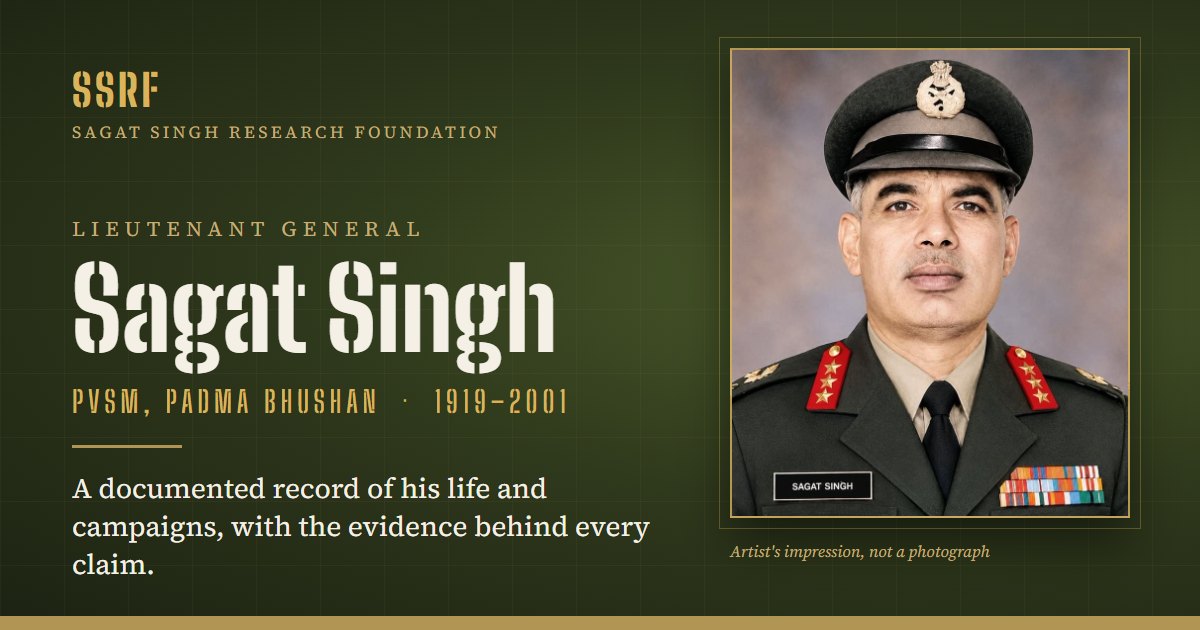 SSRF
SAGAT SINGH RESEARCH FOUNDATION
LIEUTENANT GENERAL
Sagat Singh
PVSM, PADMA BHUSHAN · 1919–2001
A documented record of his life and
campaigns, with the evidence behind every
claim.
SAGAT SINGH
Artist's impression, not a photograph